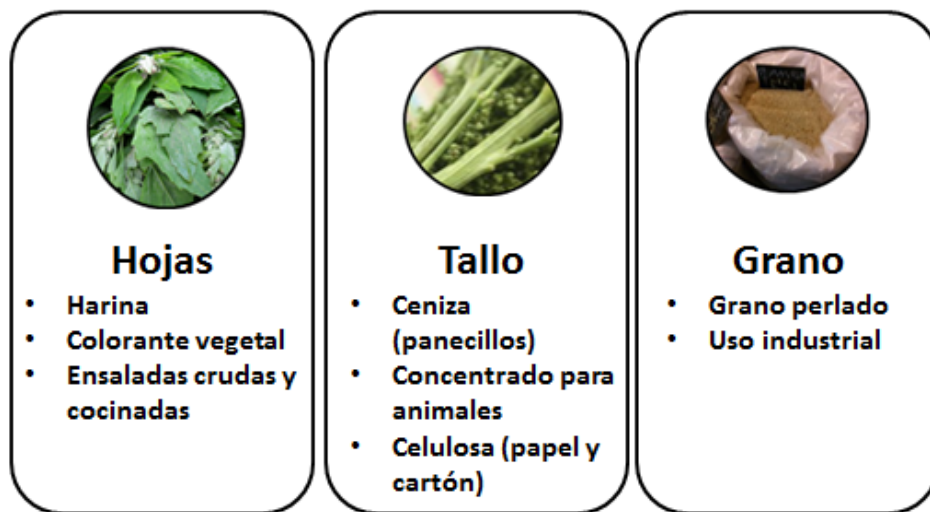 Hojas
• Harina
• Colorante vegetal
• Ensaladas crudas y
cocinadas
Tallo
• Ceniza
(panecillos)
• Concentrado para
animales
• Celulosa (papel y
cartón)
Grano
• Grano perlado
• Uso industrial